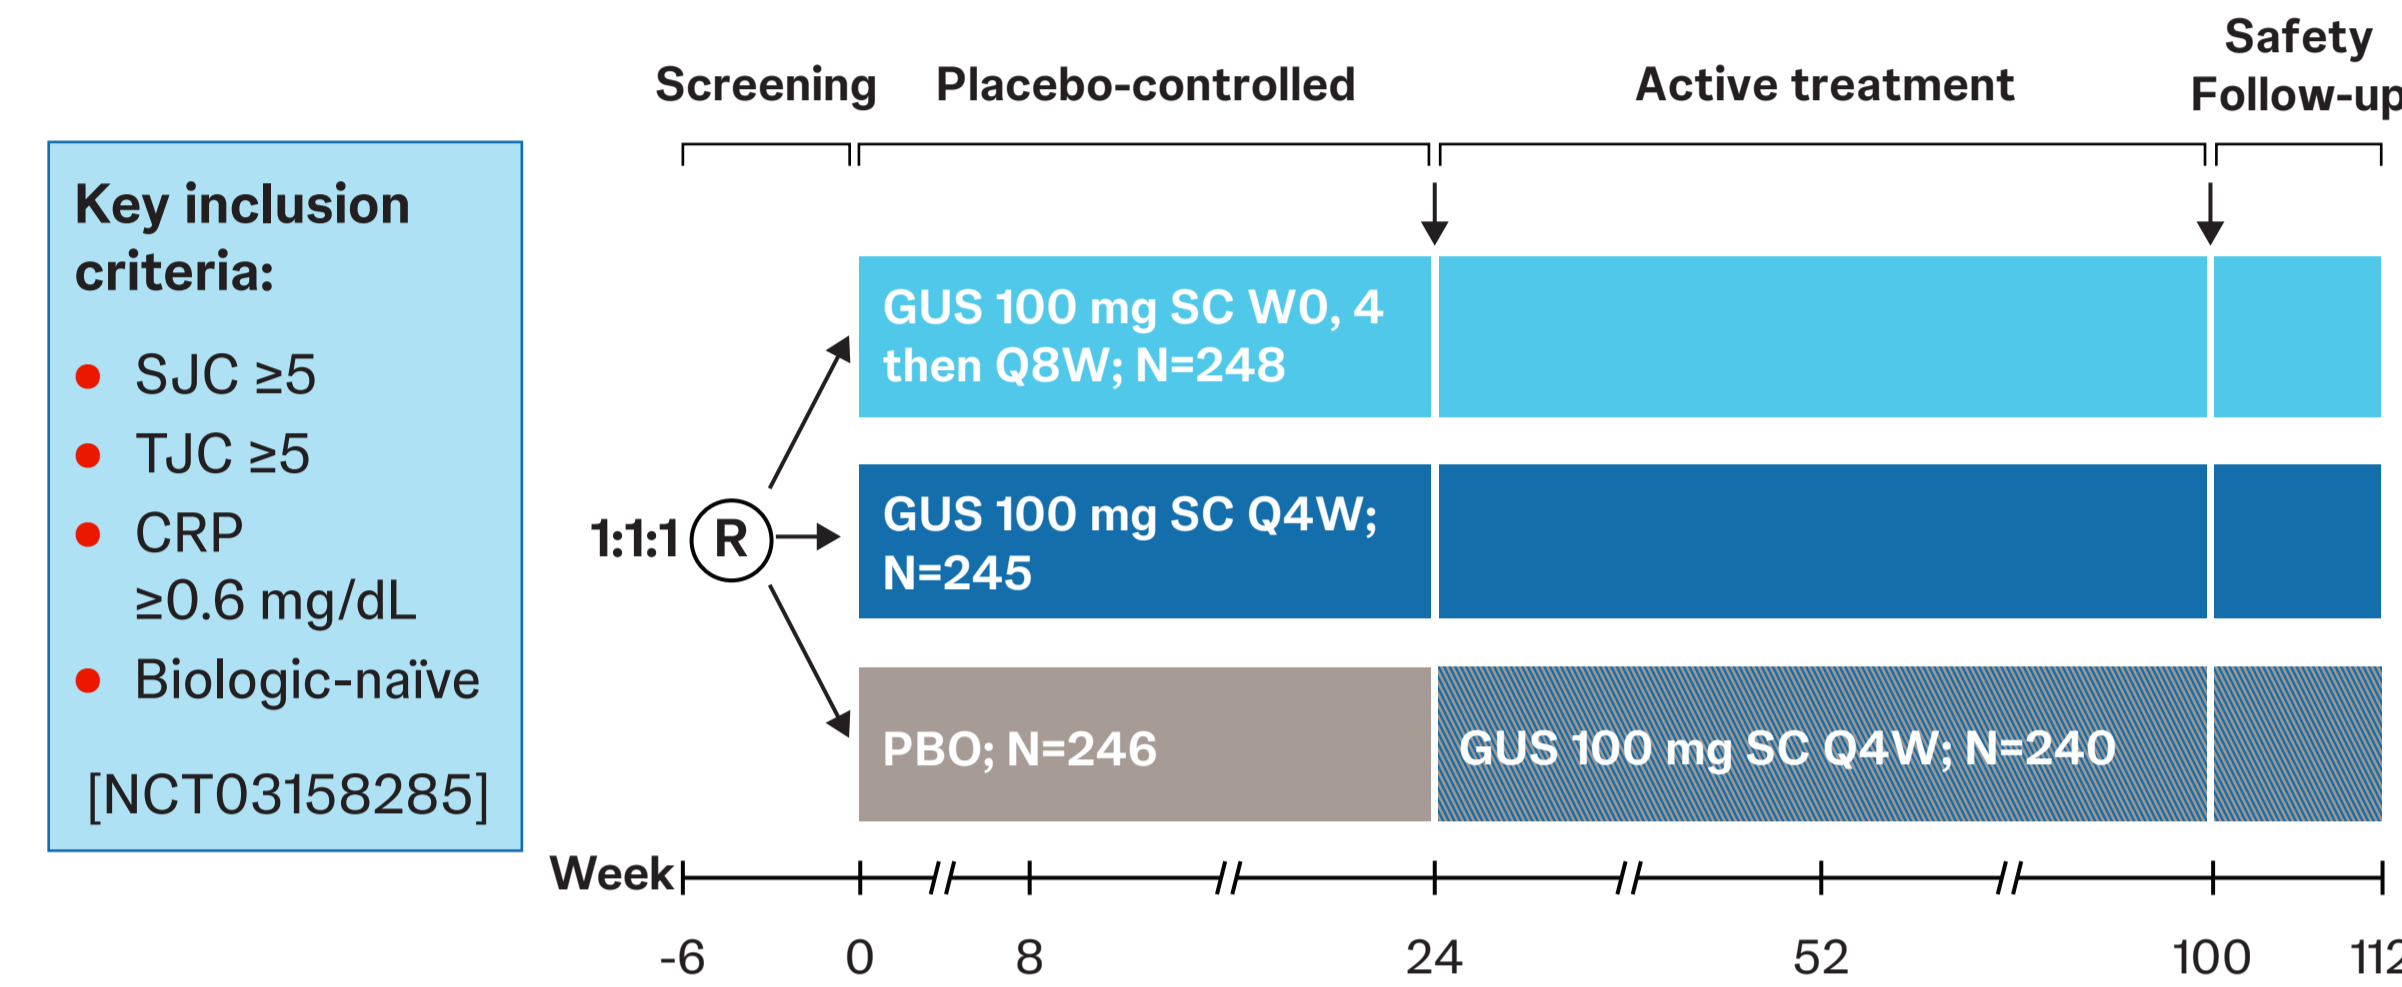 Key inclusion
criteria:
SJC ≥5
TJC ≥5
CRP
≥0.6 mg/dL
Biologic-naïve
[NCT03158285]
Screening
Placebo-controlled
Active treatment
Safety
Follow-up
1:1:1
R
GUS 100 mg SC W0, 4
then Q8W; N=248
GUS 100 mg SC Q4W;
N=245
PBO; N=246
GUS 100 mg SC Q4W; N=240
Week
-6 0 8 24 52 100 112